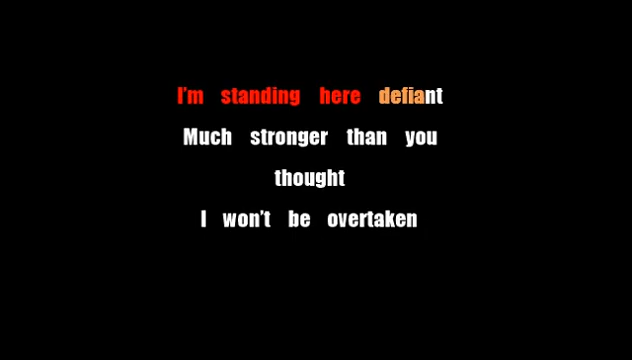 I'm standing here defiant
Much stronger than you
thought
I won't be overtaken